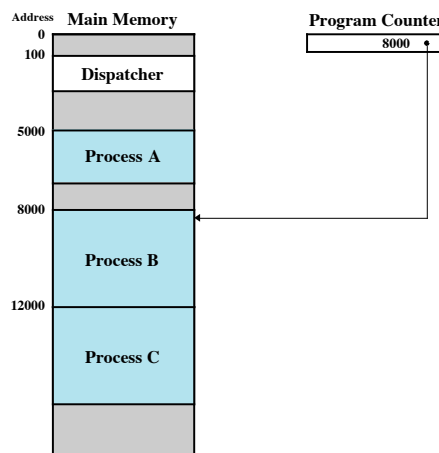 Address
Main Memory
Program Counter
0
8000
100
Dispatcher
5000
Process A
8000
Process B
12000
Process C